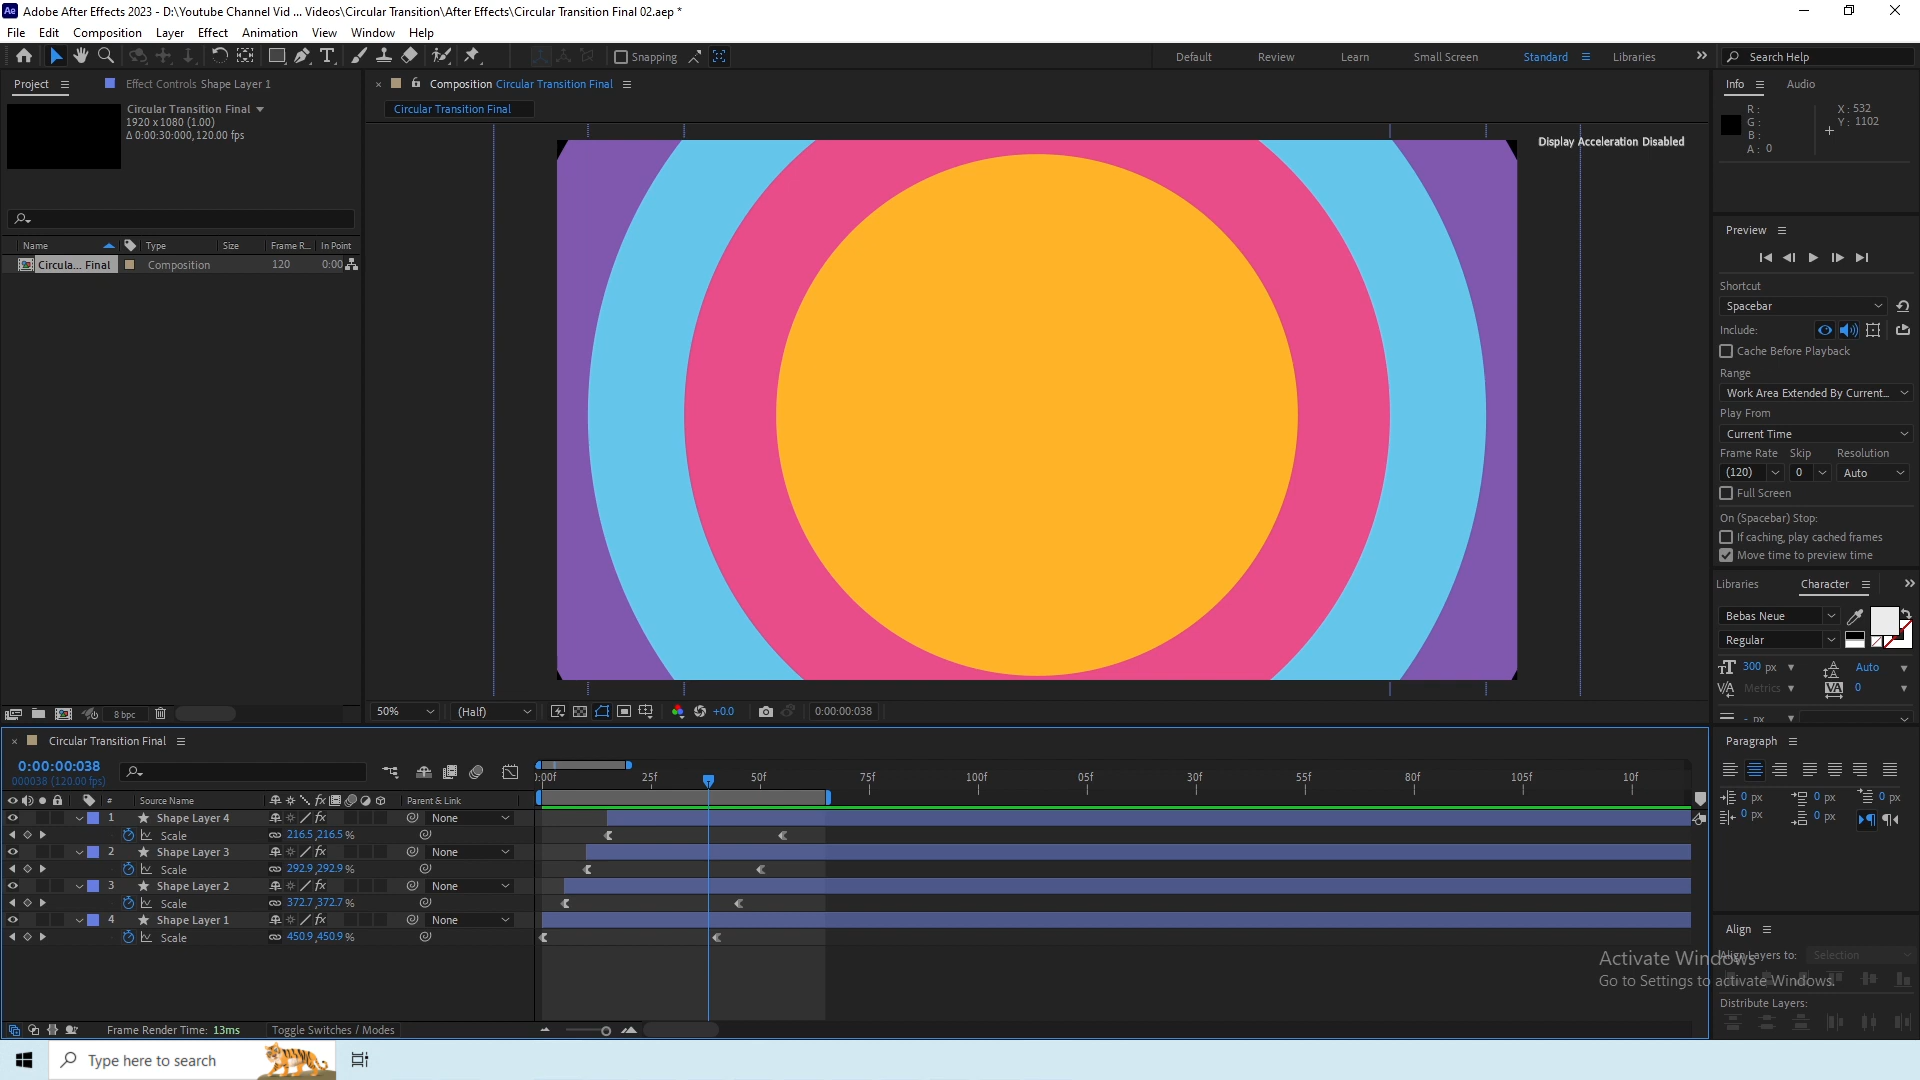 Adobe After Effects 2023 - D:\Youtube Channel Vid ... Videos\Circular Transition\After Effects\Circular Transition Final 02.aep *
File Edit Composition Layer Effect Animation View Window Help
Snapping Default Review Learn Small Screen Standard Libraries Search Help
Project Effect Controls Shape Layer 1
Circular Transition Final
1920 x 1080 (1.00)
Δ 0:00:30:000, 120.00 fps
Name Type Size Frame R... In Point
Circula... Final Composition 120 0:00
8 bpc
Composition Circular Transition Final
Circular Transition Final
Display Acceleration Disabled
50% (Half) +0.0 0:00:00:038
Info Audio
R: X: 532
G: Y: 1102
B:
A: 0
Preview
Shortcut
Spacebar
Include:
Cache Before Playback
Range
Work Area Extended By Current...
Play From
Current Time
Frame Rate Skip Resolution
(120) 0 Auto
Full Screen
On (Spacebar) Stop:
If caching, play cached frames
Move time to preview time
Libraries Character
Bebas Neue
Regular
300 px Auto
Metrics 0
- px
Paragraph
0 px 0 px 0 px
0 px 0 px
Align
Align Layers to: Selection
Distribute Layers:
Activate Windows
Go to Settings to activate Windows.
Circular Transition Final
0:00:00:038
000038 (120.00 fps)
):00f 25f 50f 75f 100f 05f 30f 55f 80f 105f 10f
# Source Name Parent & Link
1 Shape Layer 4 None
Scale 216.5,216.5 %
2 Shape Layer 3 None
Scale 292.9,292.9 %
3 Shape Layer 2 None
Scale 372.7,372.7 %
4 Shape Layer 1 None
Scale 450.9,450.9 %
Frame Render Time: 13ms Toggle Switches / Modes
Type here to search